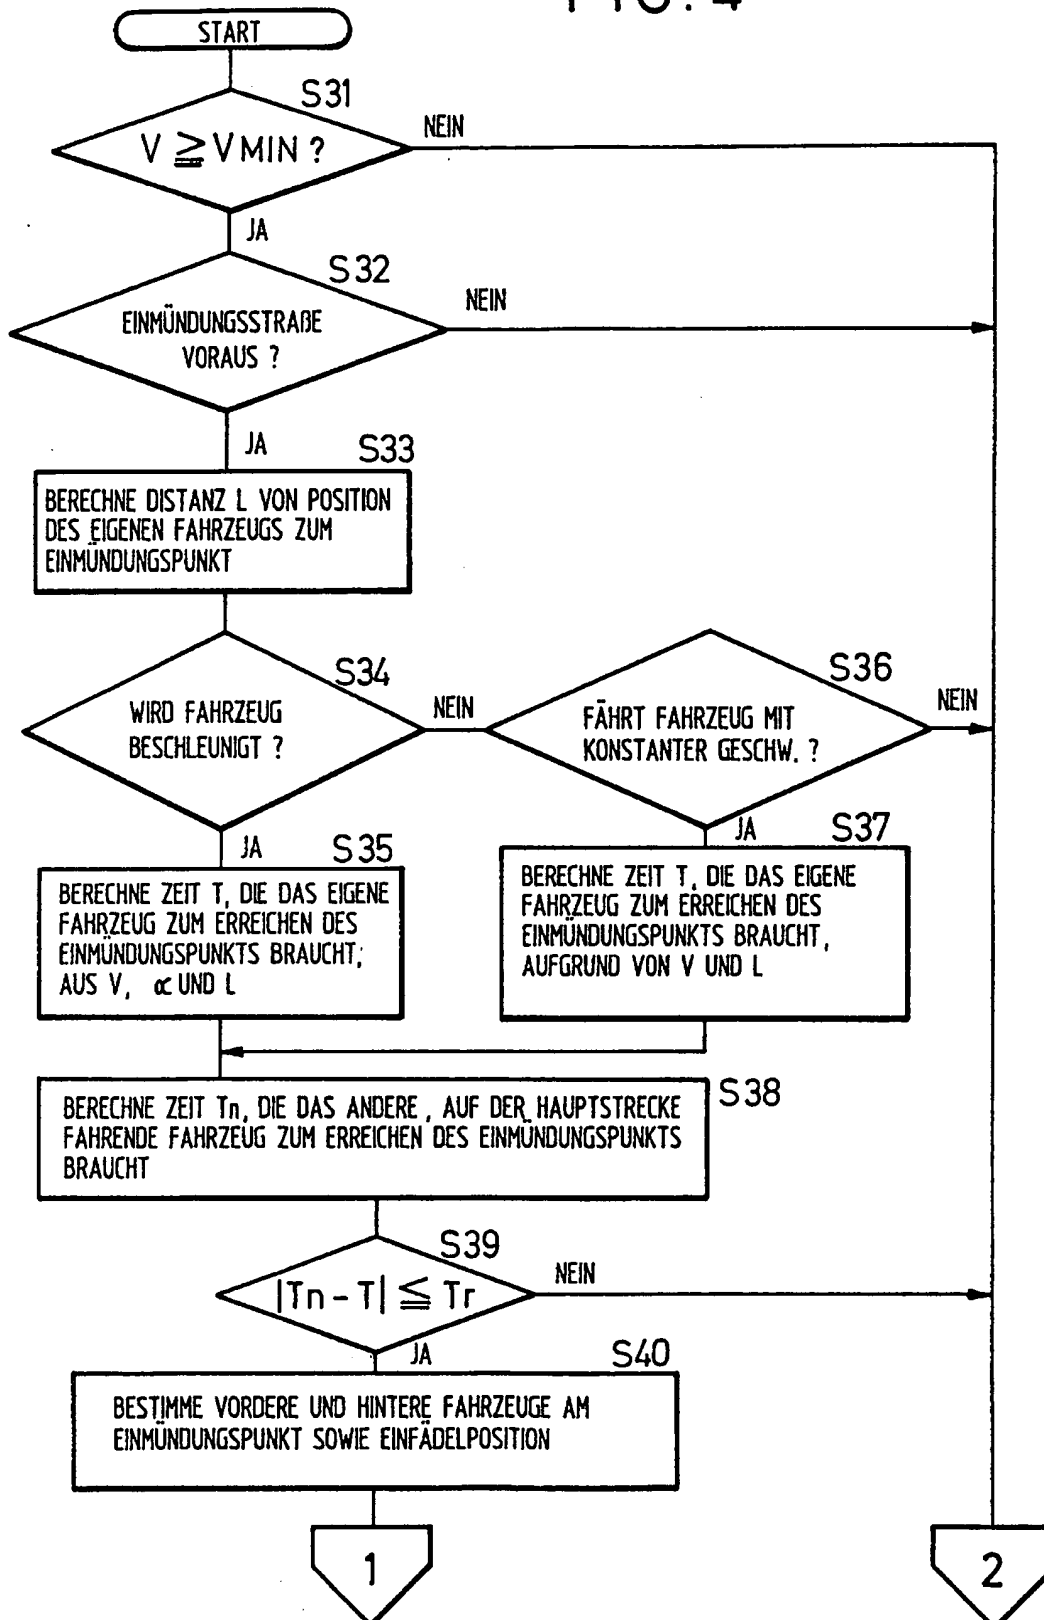 FIG. 4
START
S31
V ≧ VMIN ?
NEIN
JA
S32
EINMÜNDUNGSSTRAßE
VORAUS ?
NEIN
JA
S33
BERECHNE DISTANZ L VON POSITION
DES EIGENEN FAHRZEUGS ZUM
EINMÜNDUNGSPUNKT
S34
WIRD FAHRZEUG
BESCHLEUNIGT ?
NEIN
S36
FÄHRT FAHRZEUG MIT
KONSTANTER GESCHW. ?
NEIN
JA
S35
BERECHNE ZEIT T, DIE DAS EIGENE
FAHRZEUG ZUM ERREICHEN DES
EINMÜNDUNGSPUNKTS BRAUCHT;
AUS V, α UND L
JA
S37
BERECHNE ZEIT T, DIE DAS EIGENE
FAHRZEUG ZUM ERREICHEN DES
EINMÜNDUNGSPUNKTS BRAUCHT,
AUFGRUND VON V UND L
S38
BERECHNE ZEIT Tn, DIE DAS ANDERE, AUF DER HAUPTSTRECKE
FAHRENDE FAHRZEUG ZUM ERREICHEN DES EINMÜNDUNGSPUNKTS
BRAUCHT
S39
|Tn - T| ≦ Tr
NEIN
JA
S40
BESTIMME VORDERE UND HINTERE FAHRZEUGE AM
EINMÜNDUNGSPUNKT SOWIE EINFÄDELPOSITION
1
2